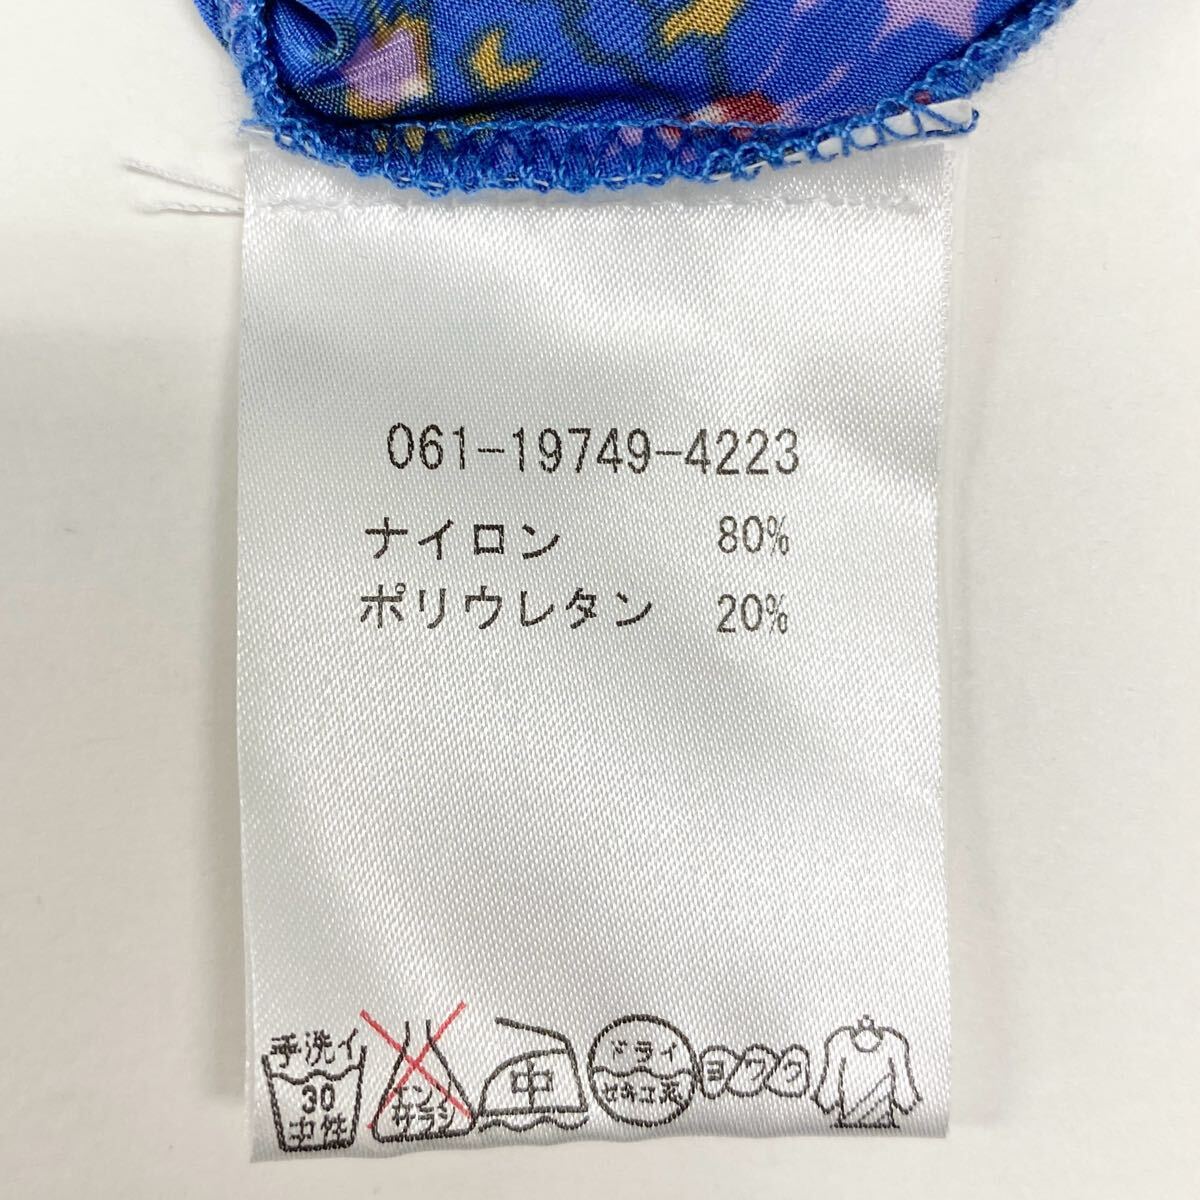 061-19749-4223
ナイロン 80%
ポリウレタン 20%
手洗イ
30
中性
エンソ
サラシ
中
ドライ
セキユ系
ヨワク